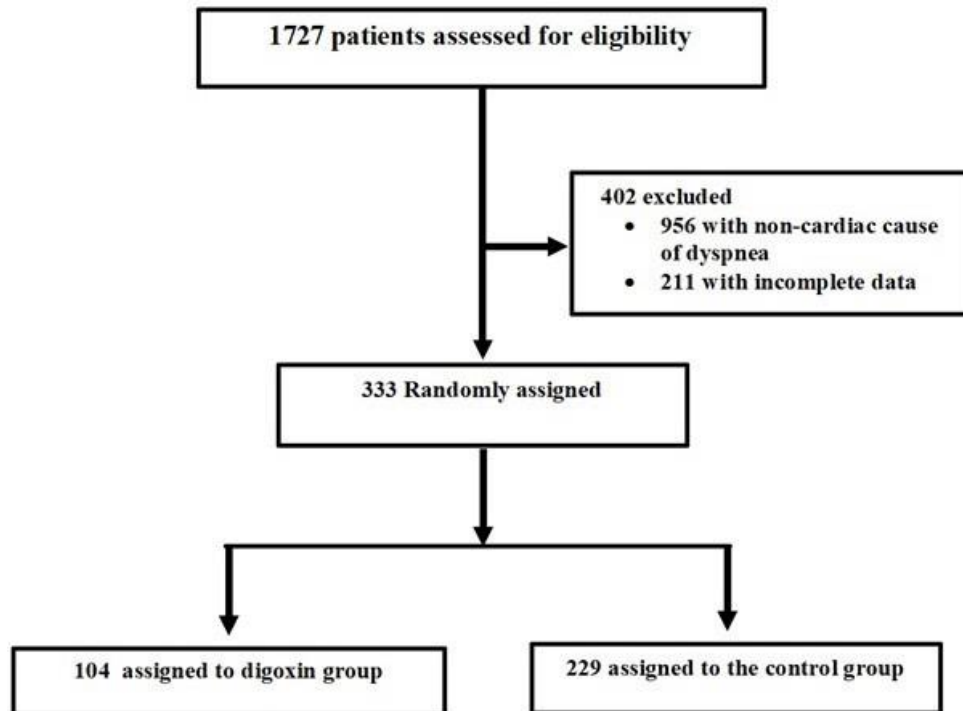 1727 patients assessed for eligibility
402 excluded
• 956 with non-cardiac cause
of dyspnea
• 211 with incomplete data
333 Randomly assigned
104 assigned to digoxin group
229 assigned to the control group